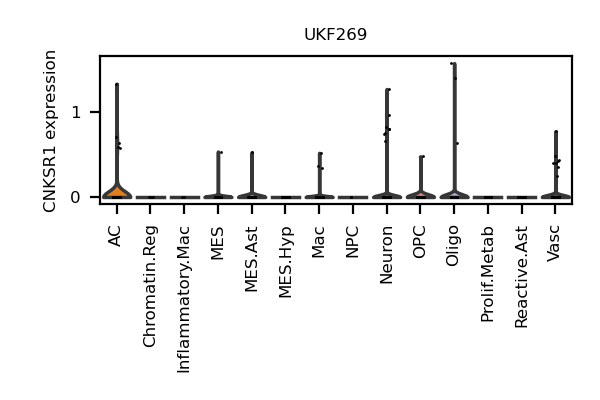 UKF269
CNKSR1 expression
1
0
AC
Chromatin.Reg
Inflammatory.Mac
MES
MES.Ast
MES.Hyp
Mac
NPC
Neuron
OPC
Oligo
Prolif.Metab
Reactive.Ast
Vasc